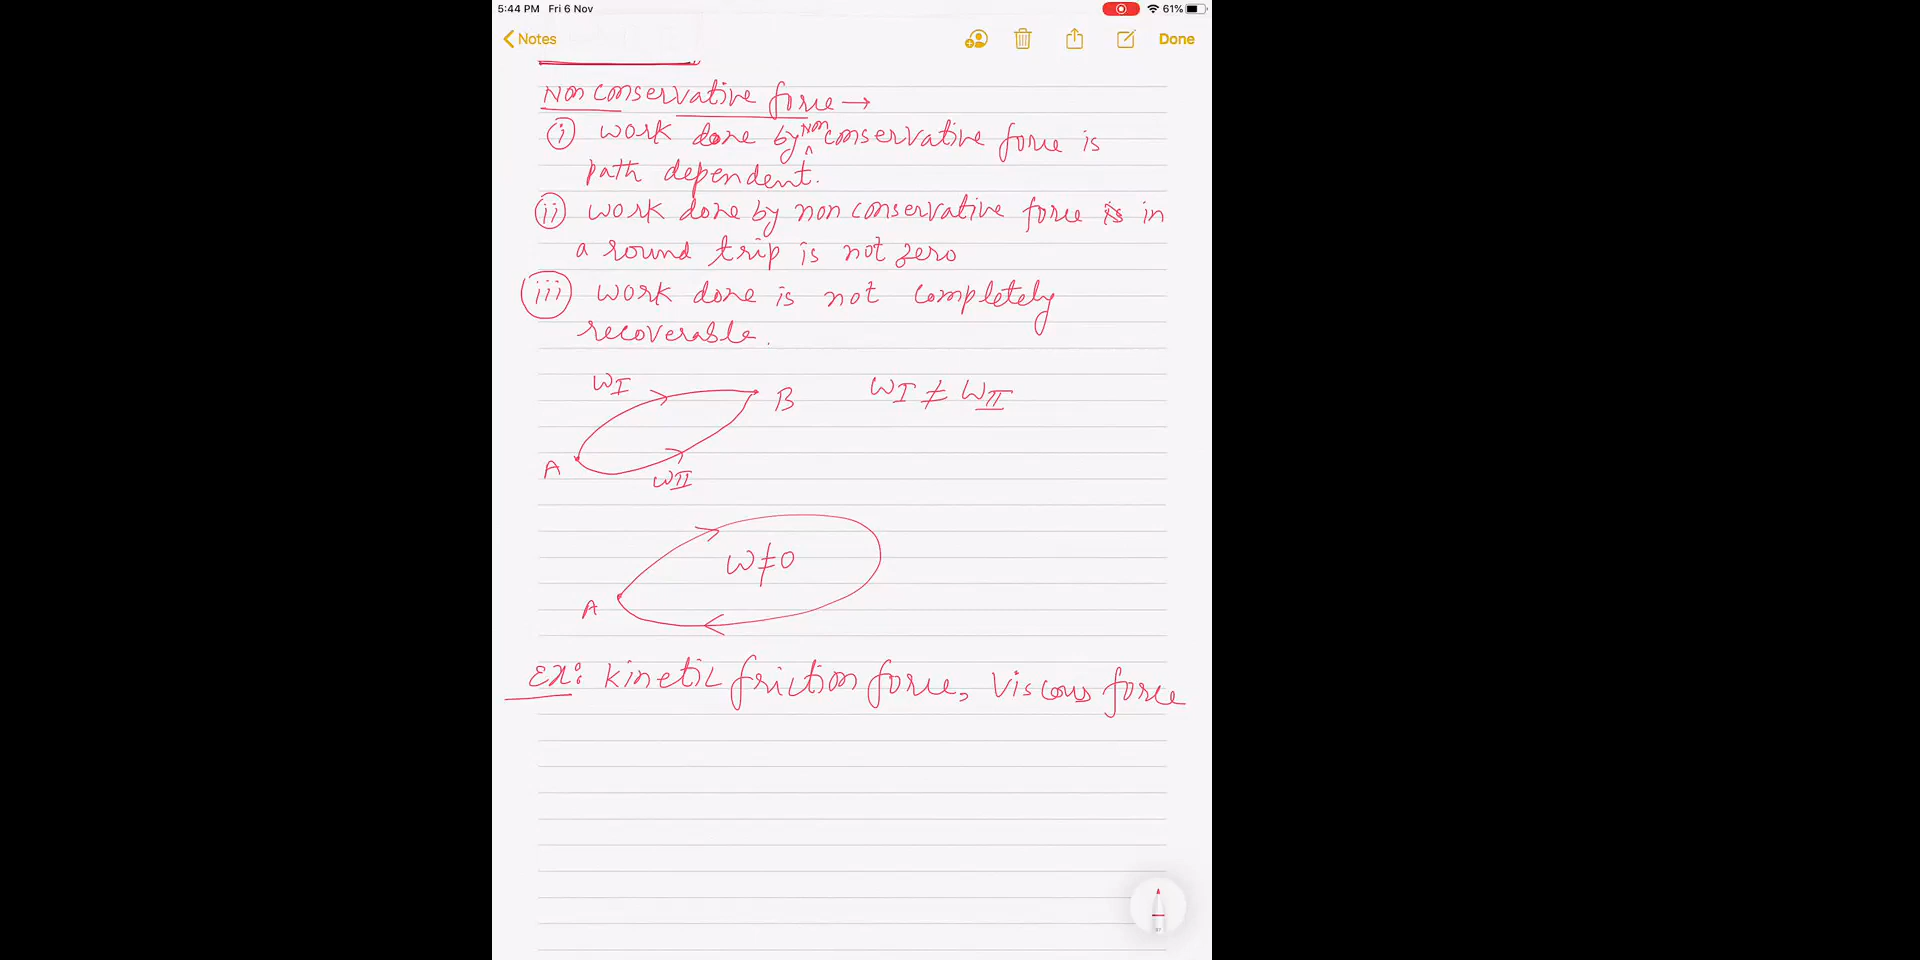 5:44 PM Fri 6 Nov
61%
Notes
Done
Non conservative force →
(i) work done by Non conservative force is
path dependent.
(ii) work done by non conservative force is in
a round trip is not zero
(iii) work done is not completely
recoverable.
WI
B
WI ≠ WII
A
WII
W≠0
A
Ex: kinetic friction force, Viscous force